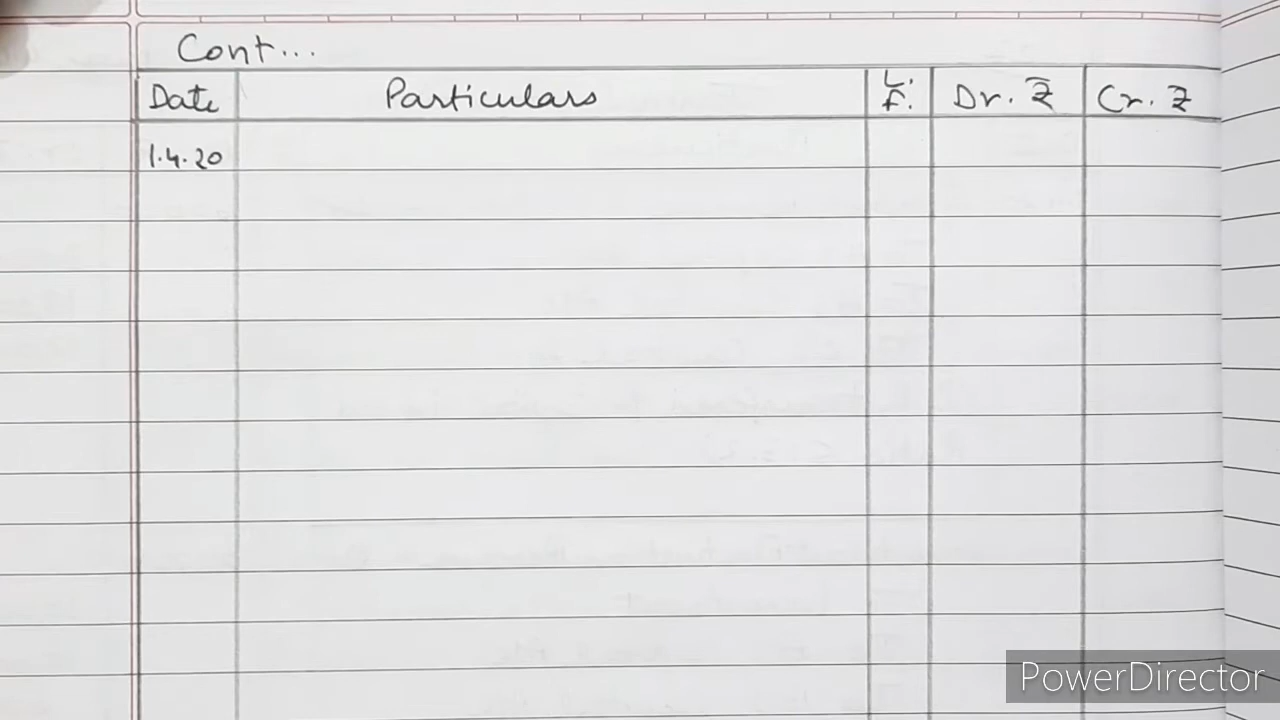 Cont...
Date Particulars L.F. Dr. ₹ Cr. ₹
1.4.20
PowerDirector